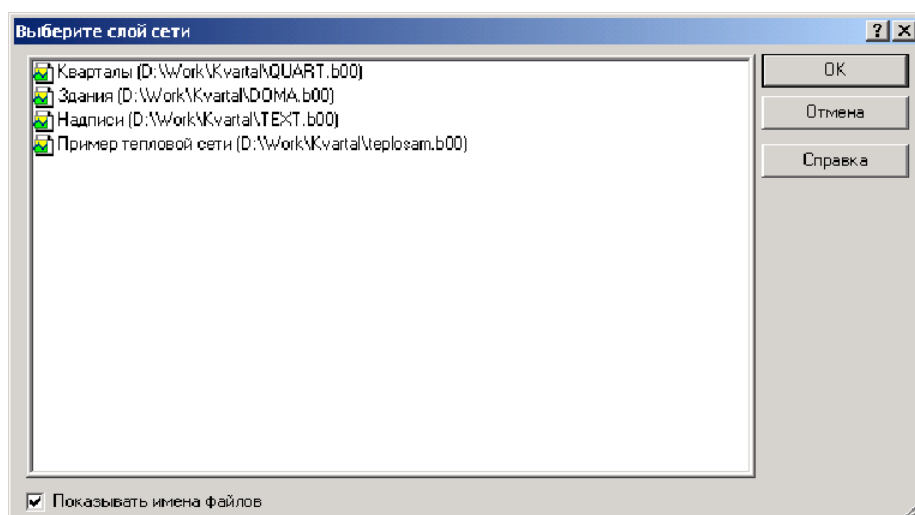 Выберите слой сети
Кварталы (D:\Work\Kvartal\QUART.b00)
Здания (D:\Work\Kvartal\DOMA.b00)
Надписи (D:\Work\Kvartal\TEXT.b00)
Пример тепловой сети (D:\Work\Kvartal\teplosam.b00)
OK
Отмена
Справка
Показывать имена файлов